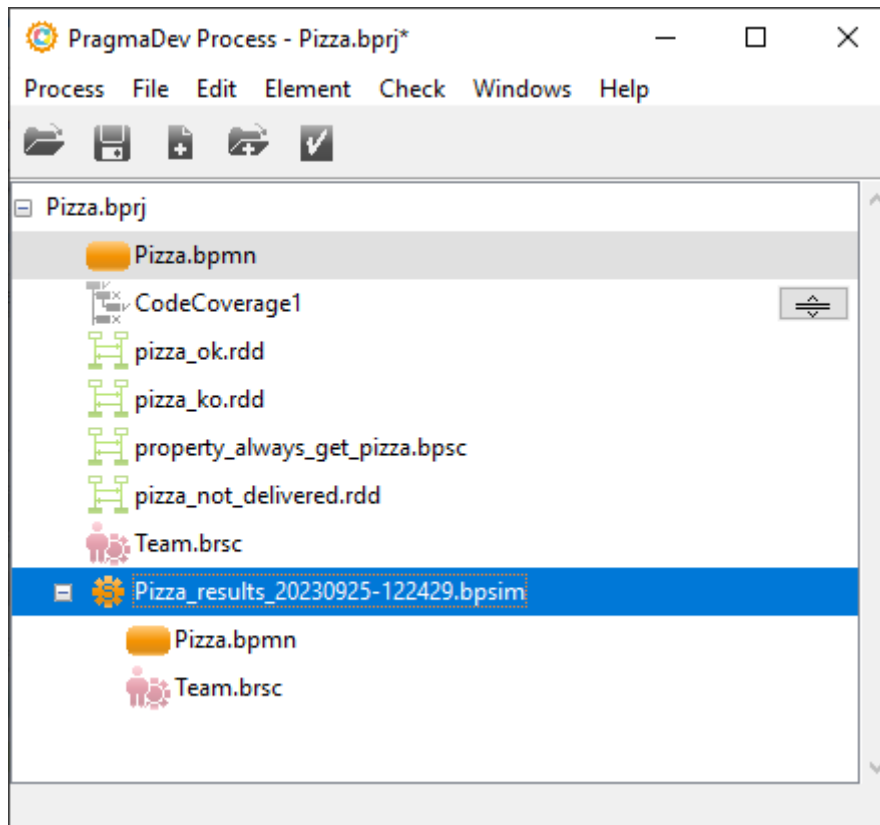 PragmaDev Process - Pizza.bprj*
Process File Edit Element Check Windows Help
Pizza.bprj
Pizza.bpmn
CodeCoverage1
pizza_ok.rdd
pizza_ko.rdd
property_always_get_pizza.bpsc
pizza_not_delivered.rdd
Team.brsc
Pizza_results_20230925-122429.bpsim
Pizza.bpmn
Team.brsc